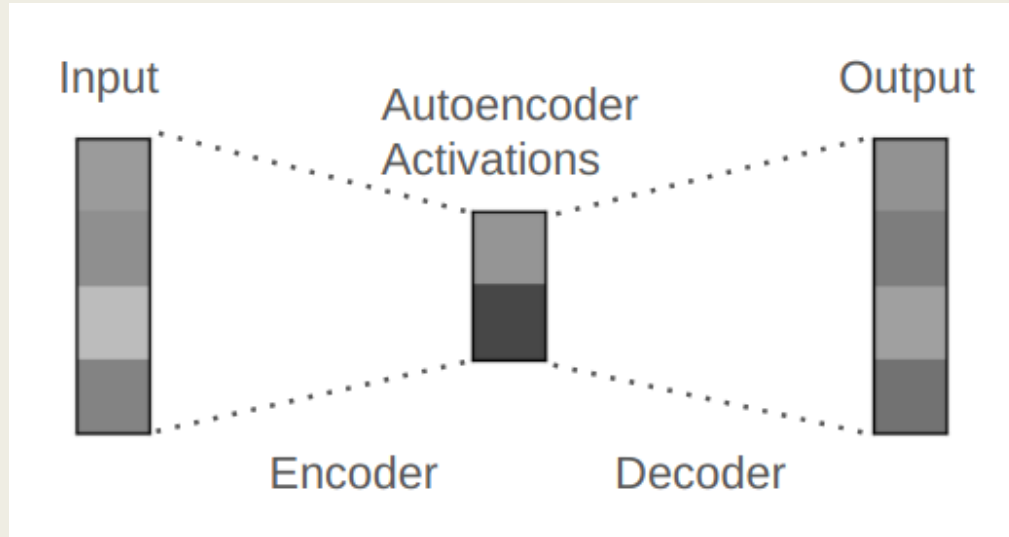 Input
Autoencoder
Activations
Output
Encoder
Decoder